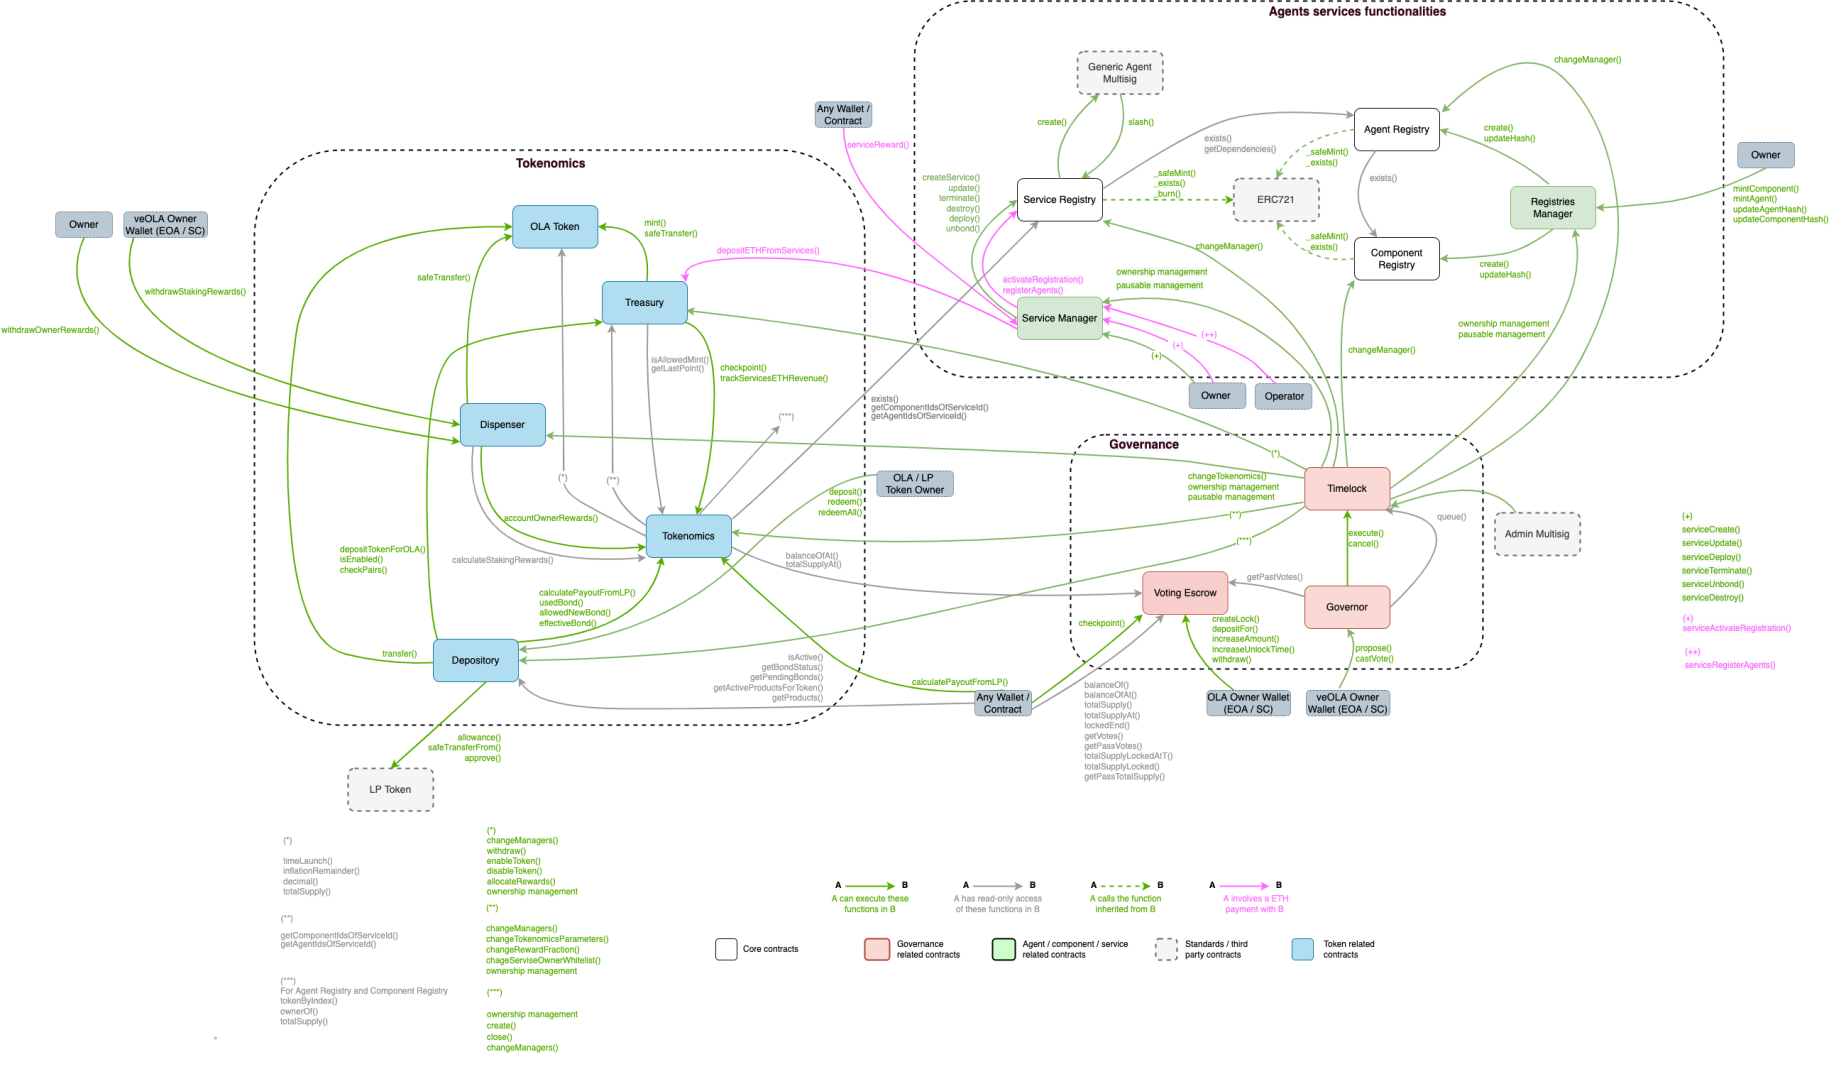 Agents services functionalities
Generic Agent
Multisig
changeManager()
Any Wallet /
Contract
create()
slash()
Agent Registry
create()
updateHash()
exists()
getDependencies()
serviceReward()
_safeMint()
_exists()
Owner
Tokenomics
createService()
update()
terminate()
destroy()
deploy()
unbond()
Service Registry
_safeMint()
_exists()
_burn()
ERC721
exists()
Registries
Manager
mintComponent()
mintAgent()
updateAgentHash()
updateComponentHash()
Owner
veOLA Owner
Wallet (EOA / SC)
OLA Token
mint()
safeTransfer()
depositETHFromServices()
changeManager()
_safeMint()
_exists()
Component
Registry
create()
updateHash()
safeTransfer()
withdrawStakingRewards()
Treasury
activateRegistration()
registerAgents()
ownership management
pausable management
Service Manager
withdrawOwnerRewards()
(++)
(+)
(+)
ownership management
pausable management
changeManager()
isAllowedMint()
getLastPoint()
checkpoint()
trackServicesETHRevenue()
Owner
Operator
exists()
getComponentIdsOfServiceId()
getAgentIdsOfServiceId()
(***)
Dispenser
Governance
(*)
(*)
(**)
OLA / LP
Token Owner
deposit()
redeem()
redeemAll()
changeTokenomics()
ownership management
pausable management
Timelock
(**)
queue()
Admin Multisig
accountOwnerRewards()
Tokenomics
execute()
cancel()
(***)
depositTokenForOLA()
isEnabled()
checkPairs()
calculateStakingRewards()
balanceOfAt()
totalSupplyAt()
getPastVotes()
Voting Escrow
Governor
(+)
serviceCreate()
serviceUpdate()
serviceDeploy()
serviceTerminate()
serviceUnbond()
serviceDestroy()
(+)
serviceActivateRegistration()
(++)
serviceRegisterAgents()
calculatePayoutFromLP()
usedBond()
allowedNewBond()
effectiveBond()
checkpoint()
createLock()
depositFor()
increaseAmount()
increaseUnlockTime()
withdraw()
propose()
castVote()
transfer()
Depository
isActive()
getBondStatus()
getPendingBonds()
getActiveProductsForToken()
getProducts()
calculatePayoutFromLP()
Any Wallet /
Contract
OLA Owner Wallet
(EOA / SC)
veOLA Owner
Wallet (EOA / SC)
balanceOf()
balanceOfAt()
totalSupply()
totalSupplyAt()
lockedEnd()
getVotes()
getPassVotes()
totalSupplyLockedAtT()
totalSupplyLocked()
getPassTotalSupply()
allowance()
safeTransferFrom()
approve()
LP Token
(*)
timeLaunch()
inflationRemainder()
decimal()
totalSupply()
(**)
getComponentIdsOfServiceId()
getAgentIdsOfServiceId()
(***)
For Agent Registry and Component Registry
tokenByIndex()
ownerOf()
totalSupply()
(*)
changeManagers()
withdraw()
enableToken()
disableToken()
allocateRewards()
ownership management
(**)
changeManagers()
changeTokenomicsParameters()
changeRewardFraction()
chageServiseOwnerWhitelist()
ownership management
(***)
ownership management
create()
close()
changeManagers()
A B
A can execute these
functions in B
A B
A has read-only access
of these functions in B
A B
A calls the function
inherited from B
A B
A involves a ETH
payment with B
Core contracts
Governance
related contracts
Agent / component / service
related contracts
Standards / third
party contracts
Token related
contracts